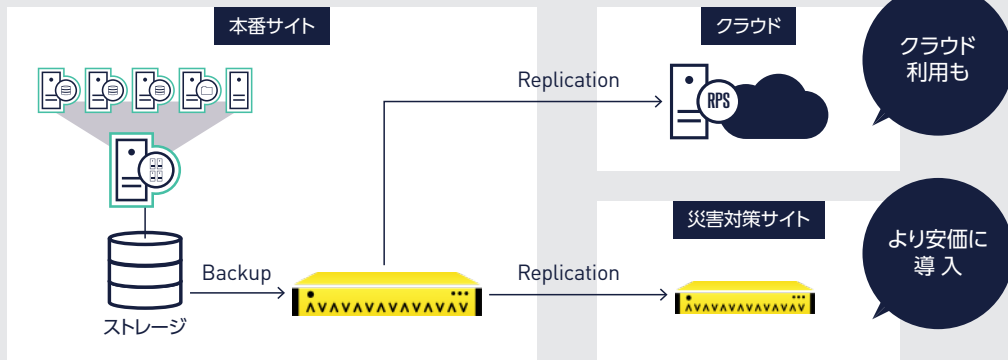 本番サイト
クラウド
クラウド
利用も
Replication
RPS
災害対策サイト
より安価に
導 入
Backup
Replication
ストレージ